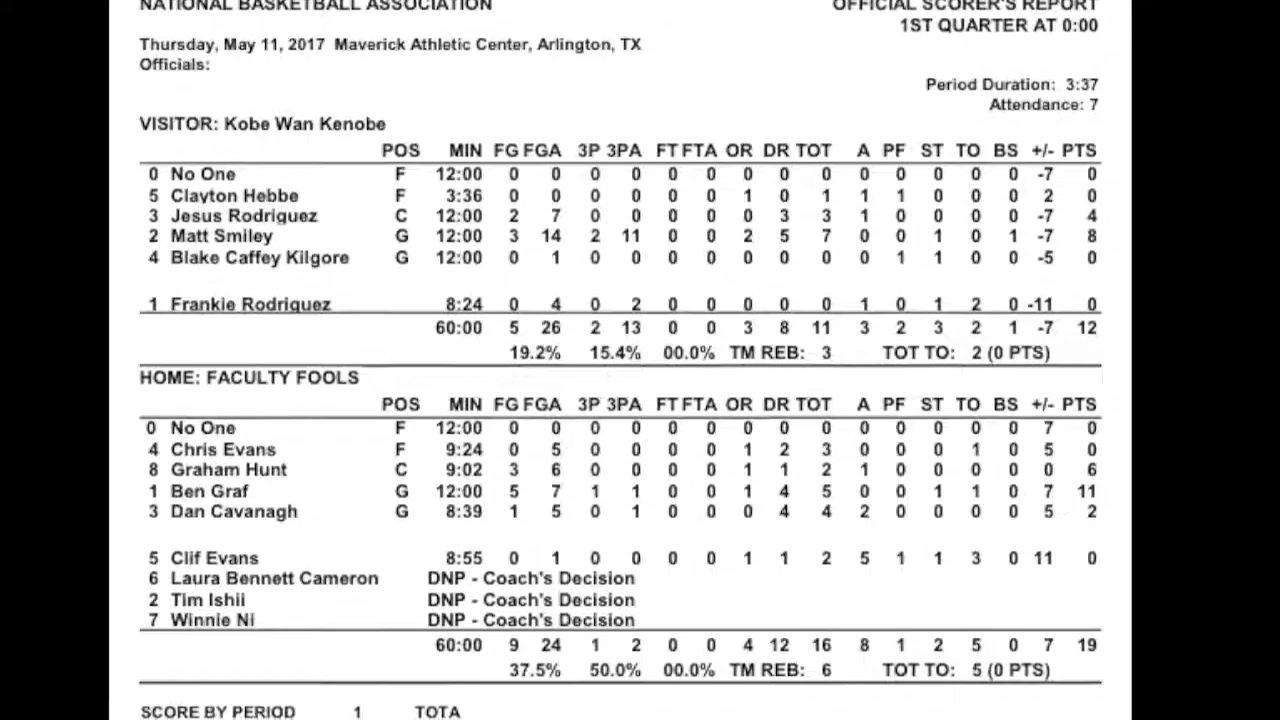 NATIONAL BASKETBALL ASSOCIATION OFFICIAL SCORER'S REPORT
1ST QUARTER AT 0:00
Thursday, May 11, 2017 Maverick Athletic Center, Arlington, TX
Officials:
Period Duration: 3:37
Attendance: 7
VISITOR: Kobe Wan Kenobe
POS MIN FG FGA 3P 3PA FT FTA OR DR TOT A PF ST TO BS +/- PTS
0 No One F 12:00 0 0 0 0 0 0 0 0 0 0 0 0 0 0 -7 0
5 Clayton Hebbe F 3:36 0 0 0 0 0 0 1 0 1 1 1 0 0 0 2 0
3 Jesus Rodriguez C 12:00 2 7 0 0 0 0 0 3 3 1 0 0 0 0 -7 4
2 Matt Smiley G 12:00 3 14 2 11 0 0 2 5 7 0 0 1 0 1 -7 8
4 Blake Caffey Kilgore G 12:00 0 1 0 0 0 0 0 0 0 0 1 1 0 0 -5 0
1 Frankie Rodriguez 8:24 0 4 0 2 0 0 0 0 0 1 0 1 2 0 -11 0
60:00 5 26 2 13 0 0 3 8 11 3 2 3 2 1 -7 12
19.2% 15.4% 00.0% TM REB: 3 TOT TO: 2 (0 PTS)
HOME: FACULTY FOOLS
POS MIN FG FGA 3P 3PA FT FTA OR DR TOT A PF ST TO BS +/- PTS
0 No One F 12:00 0 0 0 0 0 0 0 0 0 0 0 0 0 0 7 0
4 Chris Evans F 9:24 0 5 0 0 0 0 1 2 3 0 0 0 1 0 5 0
8 Graham Hunt C 9:02 3 6 0 0 0 0 1 1 2 1 0 0 0 0 0 6
1 Ben Graf G 12:00 5 7 1 1 0 0 1 4 5 0 0 1 1 0 7 11
3 Dan Cavanagh G 8:39 1 5 0 1 0 0 0 4 4 2 0 0 0 0 5 2
5 Clif Evans 8:55 0 1 0 0 0 0 1 1 2 5 1 1 3 0 11 0
6 Laura Bennett Cameron DNP - Coach's Decision
2 Tim Ishii DNP - Coach's Decision
7 Winnie Ni DNP - Coach's Decision
60:00 9 24 1 2 0 0 4 12 16 8 1 2 5 0 7 19
37.5% 50.0% 00.0% TM REB: 6 TOT TO: 5 (0 PTS)
SCORE BY PERIOD 1 TOTA